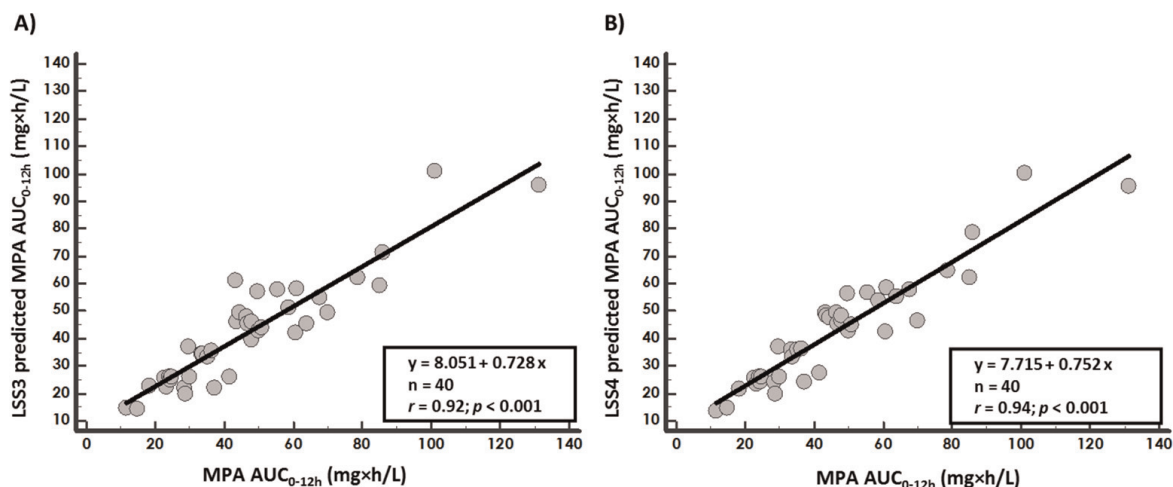 A)
LSS3 predicted MPA AUC0-12h (mg×h/L)
140
130
120
110
100
90
80
70
60
50
40
30
20
10
0 20 40 60 80 100 120 140
y = 8.051 + 0.728 x
n = 40
r = 0.92; p < 0.001
MPA AUC0-12h (mg×h/L)
B)
LSS4 predicted MPA AUC0-12h (mg×h/L)
140
130
120
110
100
90
80
70
60
50
40
30
20
10
0 20 40 60 80 100 120 140
y = 7.715 + 0.752 x
n = 40
r = 0.94; p < 0.001
MPA AUC0-12h (mg×h/L)